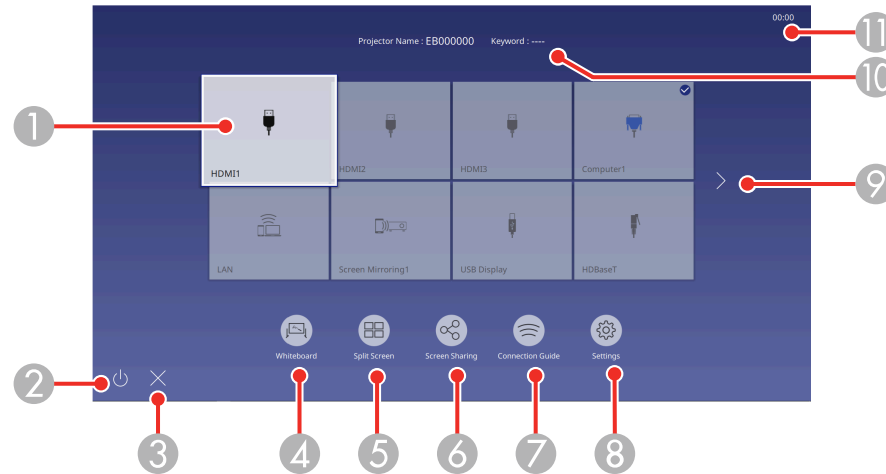 00:00
11
Projector Name : EB000000 Keyword : ----
10
1
HDMI1
HDMI2
HDMI3
Computer1
9
LAN
Screen Mirroring1
USB Display
HDBaseT
Whiteboard
Split Screen
Screen Sharing
Connection Guide
Settings
2
3
4
5
6
7
8